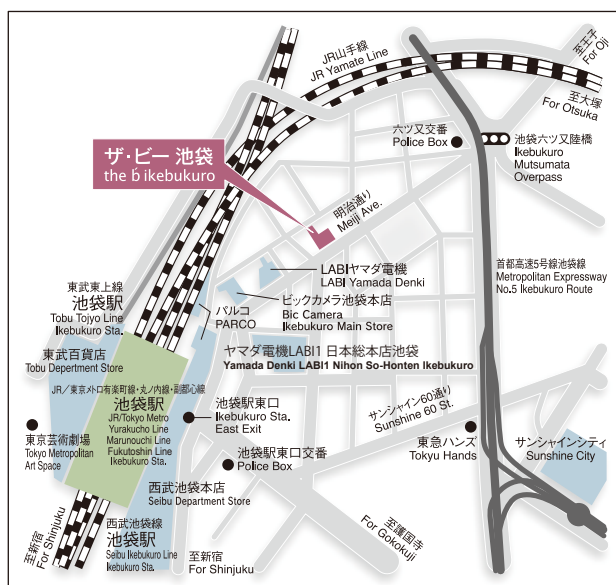 JR山手線
JR Yamate Line
至王子
For Oji
至大塚
For Otsuka
六ツ又交番
Police Box
池袋六ツ又陸橋
Ikebukuro
Mutsumata
Overpass
ザ・ビー 池袋
the b ikebukuro
明治通り
Meiji Ave.
首都高速5号線池袋線
Metropolitan Expressway
No.5 Ikebukuro Route
LABIヤマダ電機
LABI Yamada Denki
東武東上線
池袋駅
Tobu Tojyo Line
Ikebukuro Sta.
パルコ
PARCO
ビックカメラ池袋本店
Bic Camera
Ikebukuro Main Store
東武百貨店
Tobu Department Store
ヤマダ電機LABI1 日本総本店池袋
Yamada Denki LABI1 Nihon So-Honten Ikebukuro
JR/東京メトロ有楽町線・丸ノ内線・副都心線
池袋駅
JR/Tokyo Metro
Yurakucho Line
Marunouchi Line
Fukutoshin Line
Ikebukuro Sta.
池袋駅東口
Ikebukuro Sta.
East Exit
サンシャイン60通り
Sunshine 60 St.
東京芸術劇場
Tokyo Metropolitan
Art Space
池袋駅東口交番
Police Box
東急ハンズ
Tokyu Hands
サンシャインシティ
Sunshine City
西武池袋本店
Seibu Department Store
西武池袋線
池袋駅
Seibu Ikebukuro Line
Ikebukuro Sta.
至新宿
For Shinjuku
至新宿
For Shinjuku
至護国寺
For Gokokuji